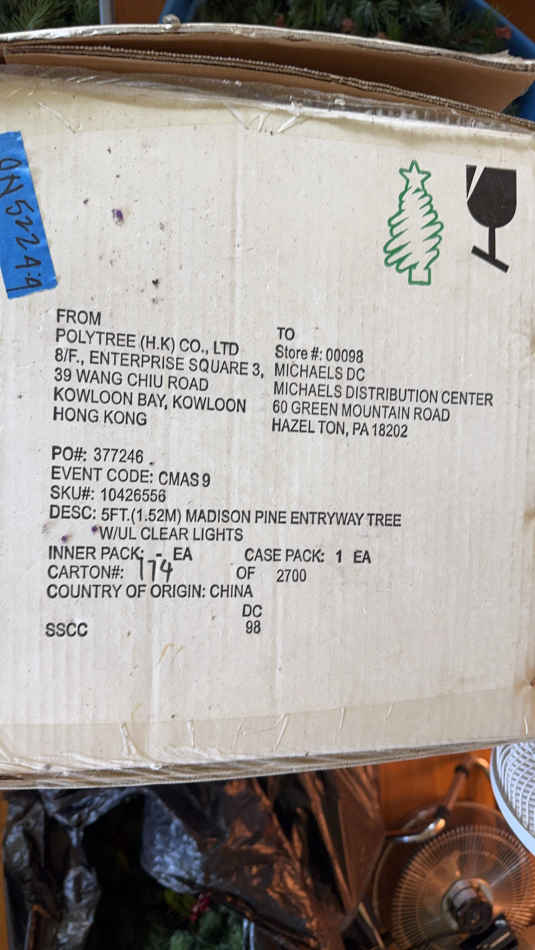 FROM
POLYTREE (H.K) CO., LTD
8/F., ENTERPRISE SQUARE 3,
39 WANG CHIU ROAD
KOWLOON BAY, KOWLOON
HONG KONG
TO
Store #: 00098
MICHAELS DC
MICHAELS DISTRIBUTION CENTER
60 GREEN MOUNTAIN ROAD
HAZEL TON, PA 18202
PO#: 377246
EVENT CODE: CMAS 9
SKU#: 10426556
DESC: 5FT.(1.52M) MADISON PINE ENTRYWAY TREE
W/UL CLEAR LIGHTS
INNER PACK: - EA CASE PACK: 1 EA
CARTON#: 174 OF 2700
COUNTRY OF ORIGIN: CHINA
DC
SSCC 98